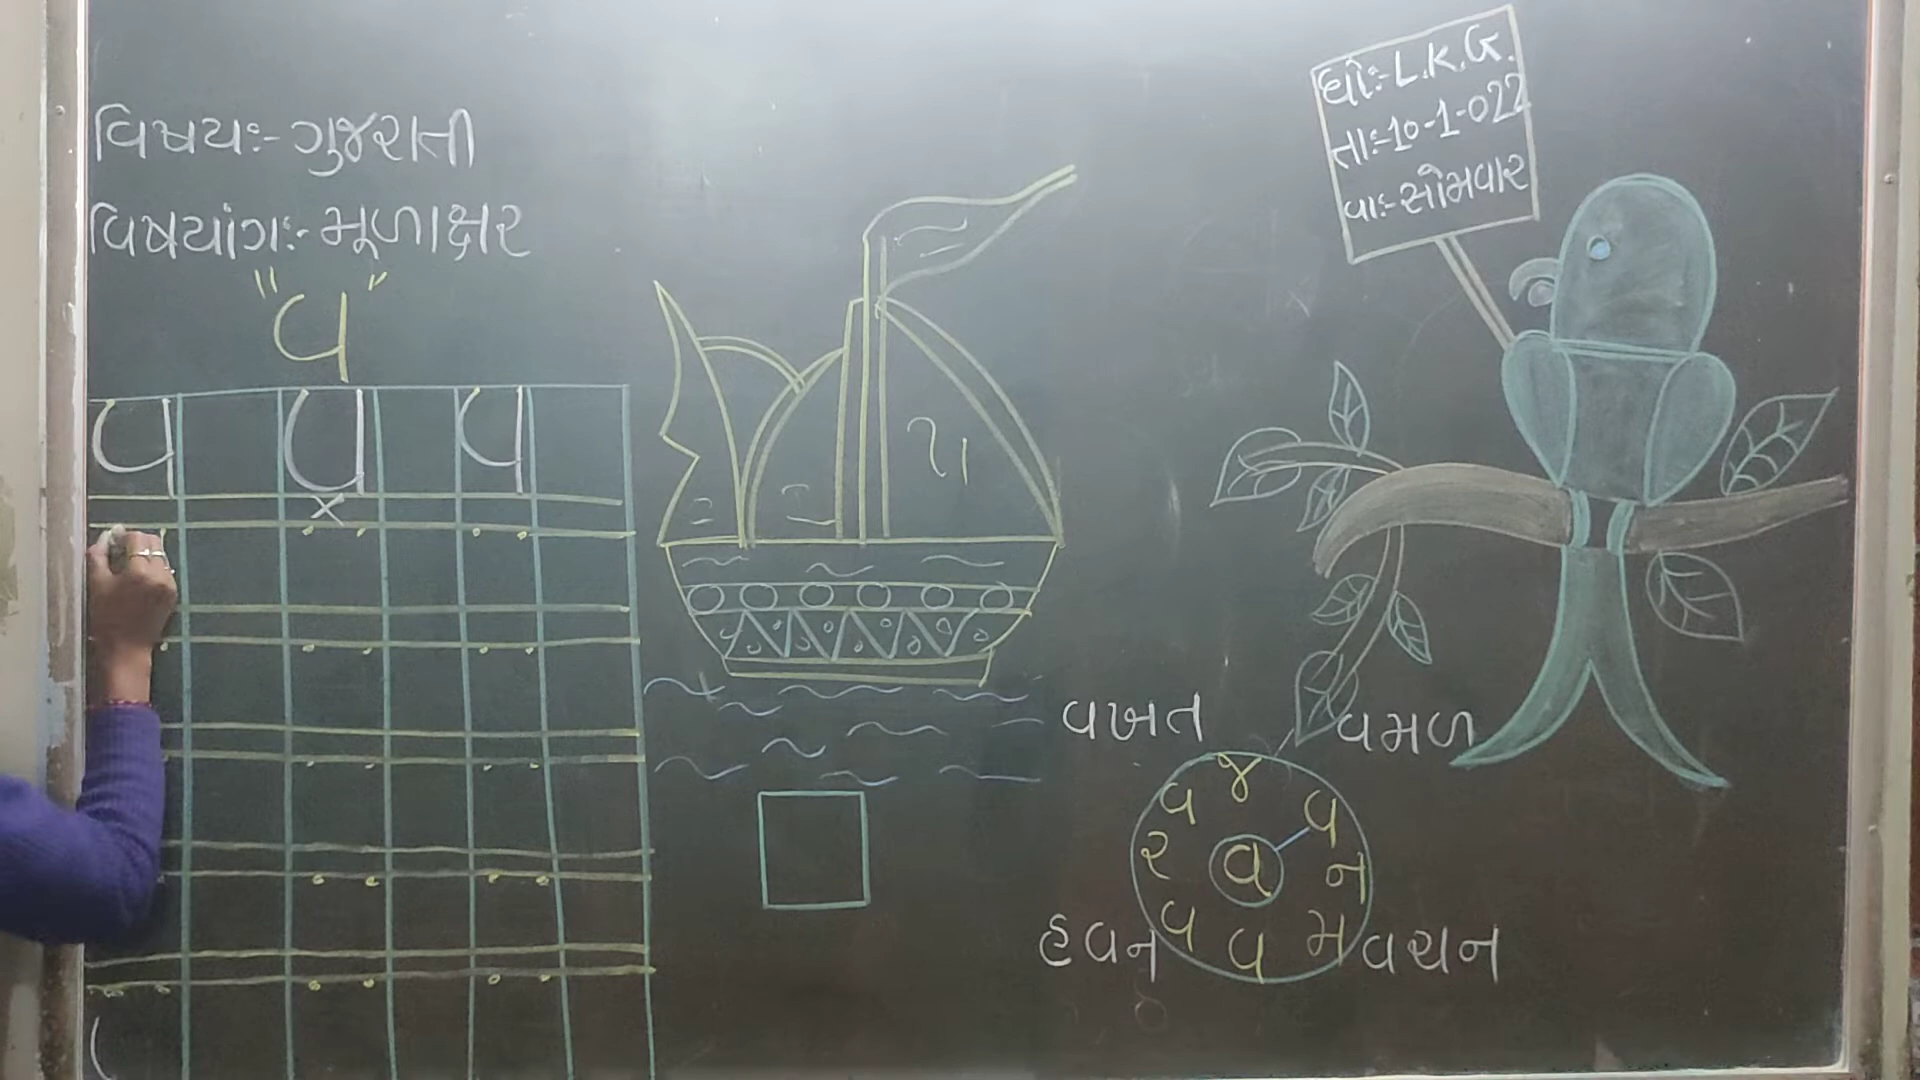 વિષય:- ગુજરાતી
વિષયાંગ:- મૂળાક્ષર
"વ"
વ વ વ
x
ધો:- L.K.G.
તા:-10-1-022
વાઃ- સોમવાર
વખત
વમળ
જ
વ
વ
ર
વ
ન
વ
વ
મ
હવન
વચન